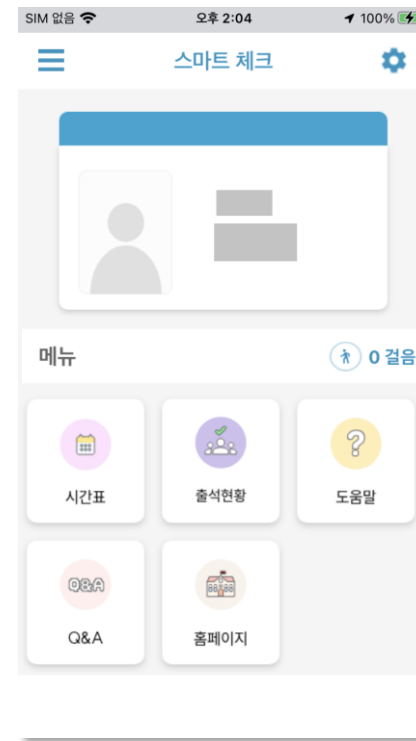 SIM 없음 오후 2:04 100%
스마트 체크
메뉴 0 걸음
시간표 출석현황 도움말
Q&A
Q&A 홈페이지